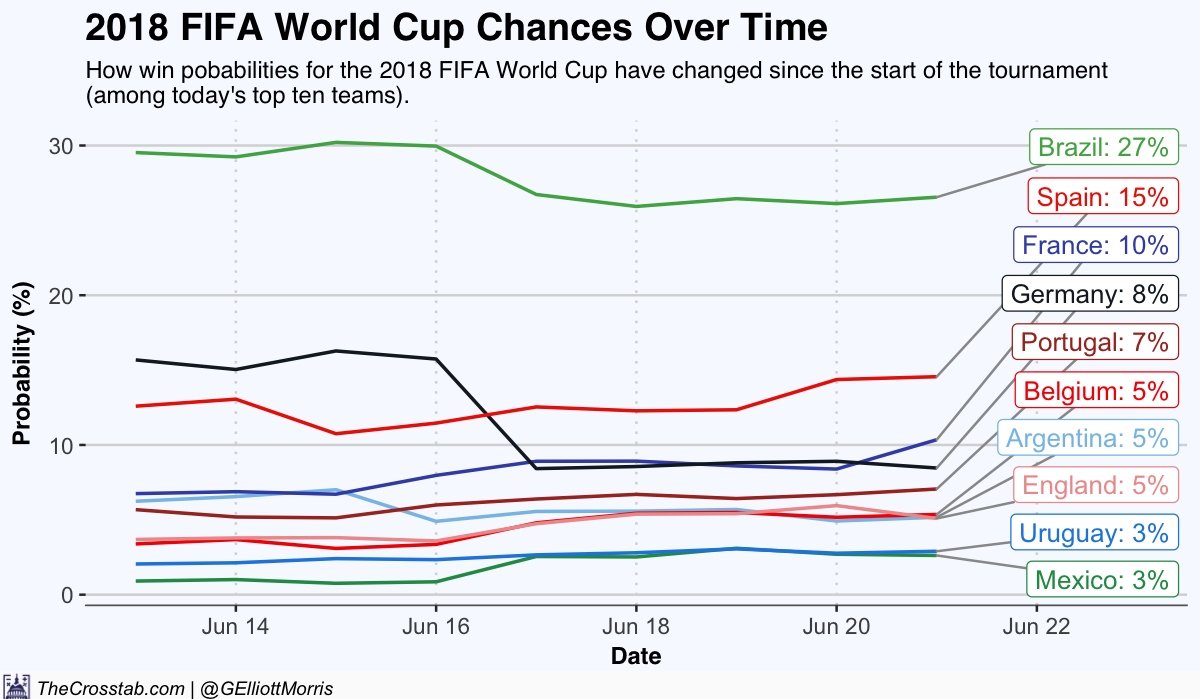 2018 FIFA World Cup Chances Over Time
How win pobabilities for the 2018 FIFA World Cup have changed since the start of the tournament
(among today's top ten teams).
Probability (%)
30
20
10
0
Brazil: 27%
Spain: 15%
France: 10%
Germany: 8%
Portugal: 7%
Belgium: 5%
Argentina: 5%
England: 5%
Uruguay: 3%
Mexico: 3%
Jun 14
Jun 16
Jun 18
Jun 20
Jun 22
Date
TheCrosstab.com | @GElliottMorris